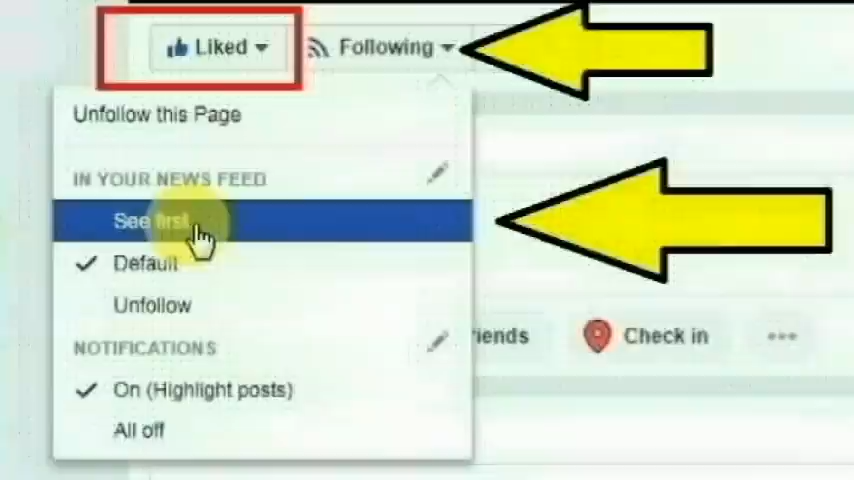 Liked Following
Unfollow this Page
IN YOUR NEWS FEED
See first
Default
Unfollow
NOTIFICATIONS
riends Check in
On (Highlight posts)
All off